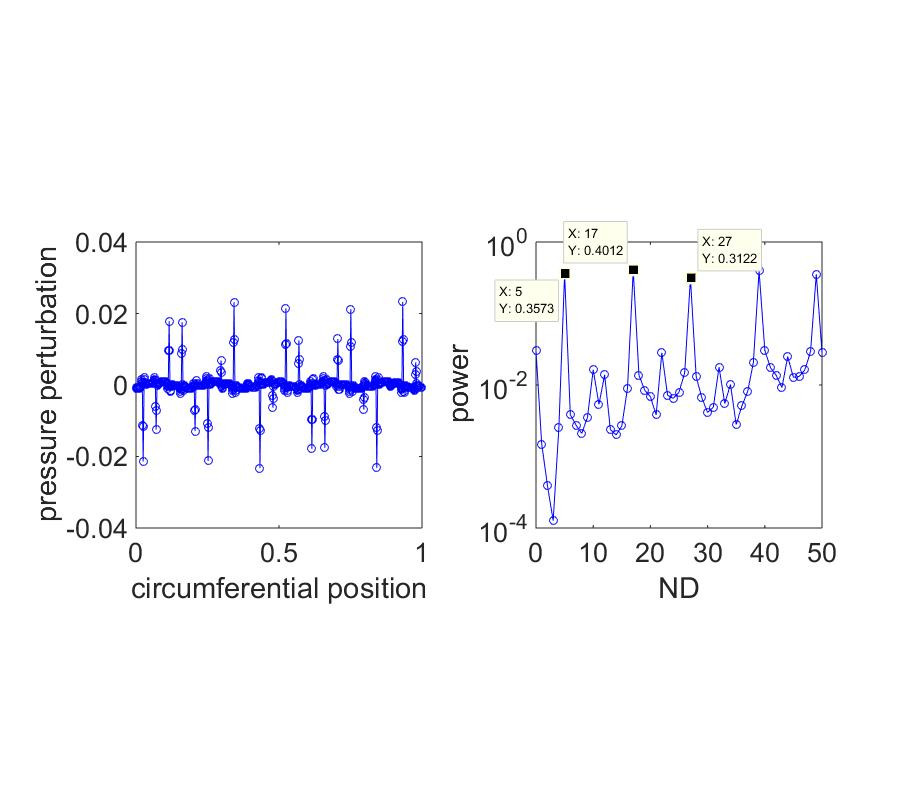 pressure perturbation
0.04
0.02
0
-0.02
-0.04
0
0.5
1
circumferential position
power
10^0
10^-2
10^-4
X: 5
Y: 0.3573
X: 17
Y: 0.4012
X: 27
Y: 0.3122
0
10
20
30
40
50
ND